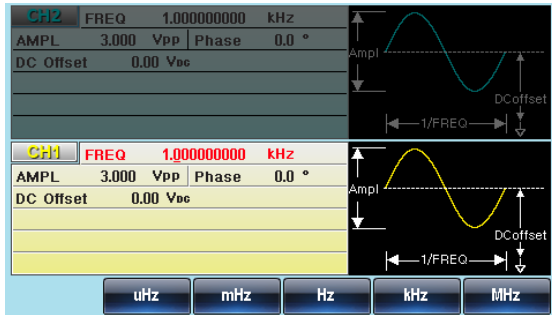 CH2 FREQ 1.000000000 kHz
AMPL 3.000 VPP Phase 0.0 °
DC Offset 0.00 VDC
Ampl
DCoffset
1/FREQ
CH1 FREQ 1.000000000 kHz
AMPL 3.000 VPP Phase 0.0 °
DC Offset 0.00 VDC
Ampl
DCoffset
1/FREQ
uHz mHz Hz kHz MHz